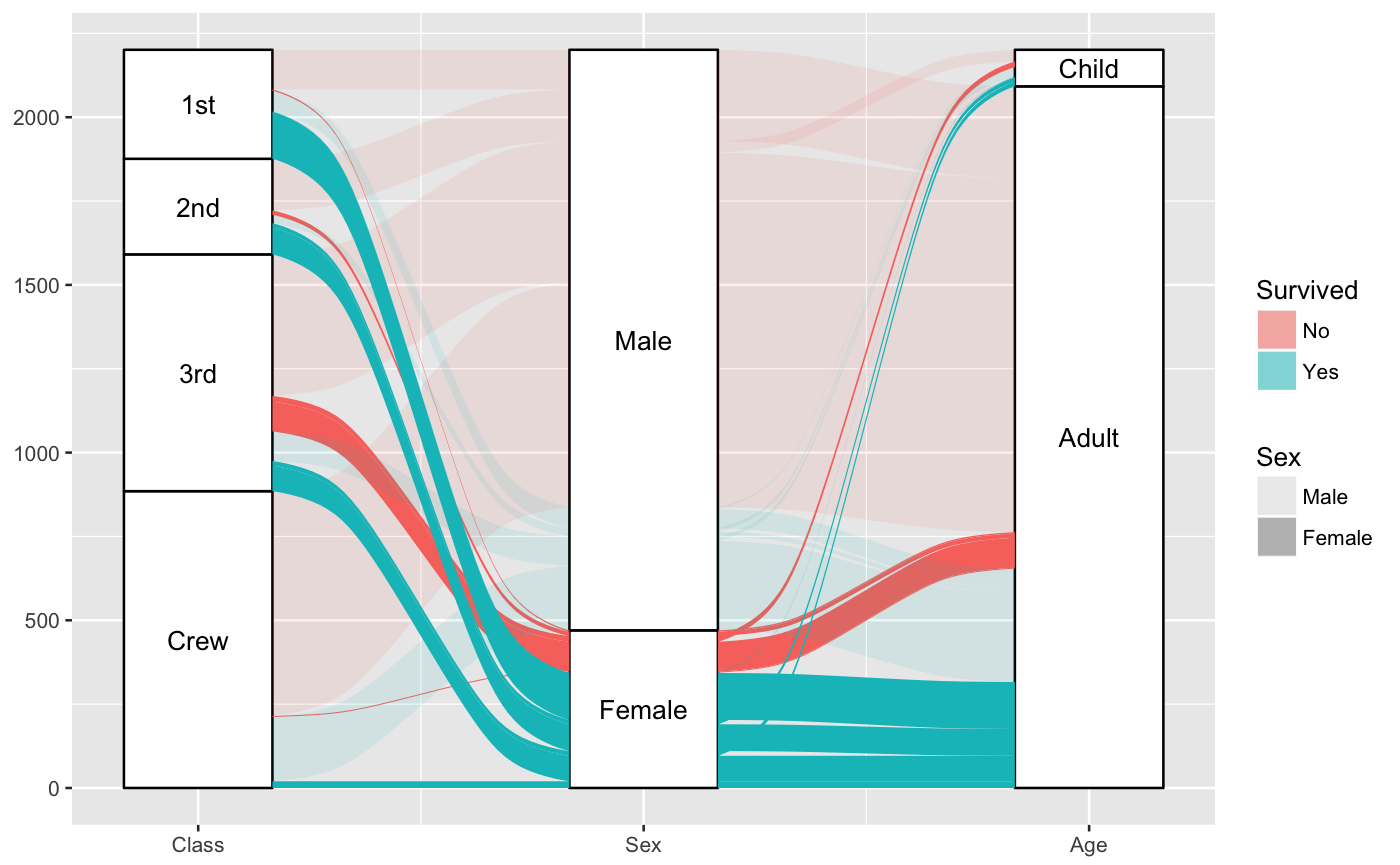 2000
1500
1000
500
0
1st
2nd
3rd
Crew
Male
Female
Child
Adult
Class
Sex
Age
Survived
No
Yes
Sex
Male
Female